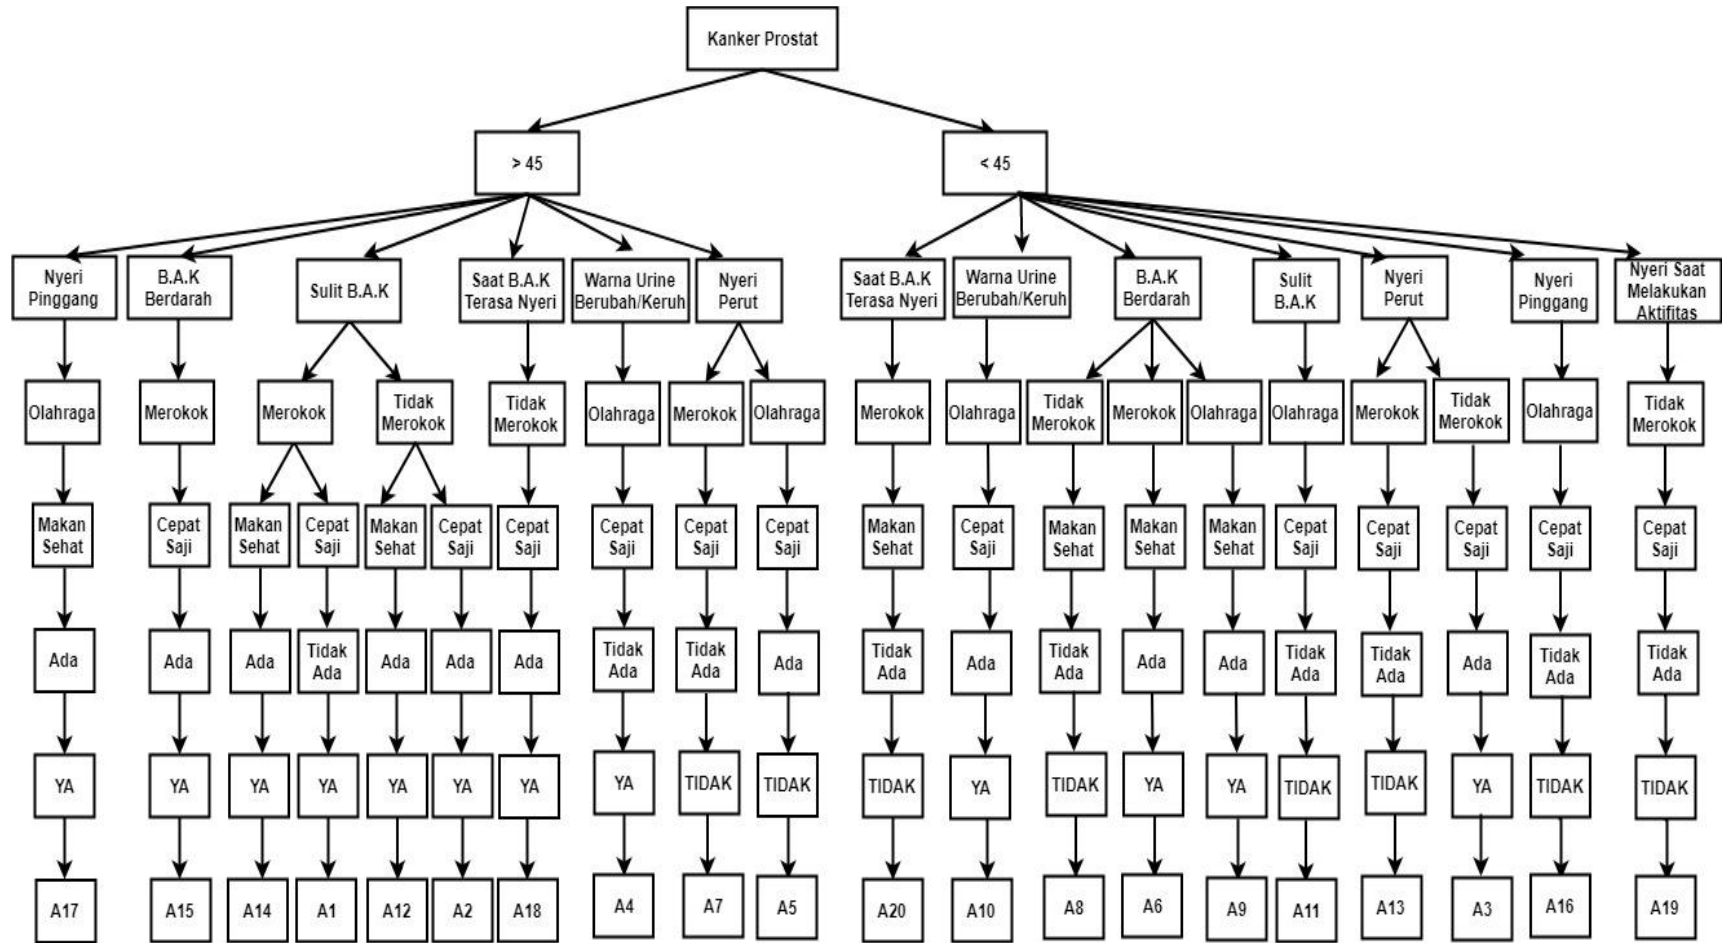 Kanker Prostat
> 45
< 45
Nyeri
Pinggang
B.A.K
Berdarah
Sulit B.A.K
Saat B.A.K
Terasa Nyeri
Warna Urine
Berubah/Keruh
Nyeri
Perut
Saat B.A.K
Terasa Nyeri
Warna Urine
Berubah/Keruh
B.A.K
Berdarah
Sulit
B.A.K
Nyeri
Perut
Nyeri
Pinggang
Nyeri Saat
Melakukan
Aktifitas
Olahraga
Merokok
Merokok
Tidak
Merokok
Tidak
Merokok
Olahraga
Merokok
Olahraga
Merokok
Olahraga
Tidak
Merokok
Merokok
Olahraga
Olahraga
Merokok
Tidak
Merokok
Olahraga
Tidak
Merokok
Makan
Sehat
Cepat
Saji
Makan
Sehat
Cepat
Saji
Makan
Sehat
Cepat
Saji
Cepat
Saji
Cepat
Saji
Cepat
Saji
Cepat
Saji
Makan
Sehat
Cepat
Saji
Makan
Sehat
Makan
Sehat
Makan
Sehat
Cepat
Saji
Cepat
Saji
Cepat
Saji
Cepat
Saji
Cepat
Saji
Ada
Ada
Ada
Tidak
Ada
Ada
Ada
Ada
Tidak
Ada
Tidak
Ada
Ada
Tidak
Ada
Ada
Tidak
Ada
Ada
Ada
Tidak
Ada
Tidak
Ada
Ada
Tidak
Ada
Tidak
Ada
YA
YA
YA
YA
YA
YA
YA
YA
TIDAK
TIDAK
TIDAK
YA
TIDAK
YA
YA
TIDAK
TIDAK
YA
TIDAK
TIDAK
A17
A15
A14
A1
A12
A2
A18
A4
A7
A5
A20
A10
A8
A6
A9
A11
A13
A3
A16
A19